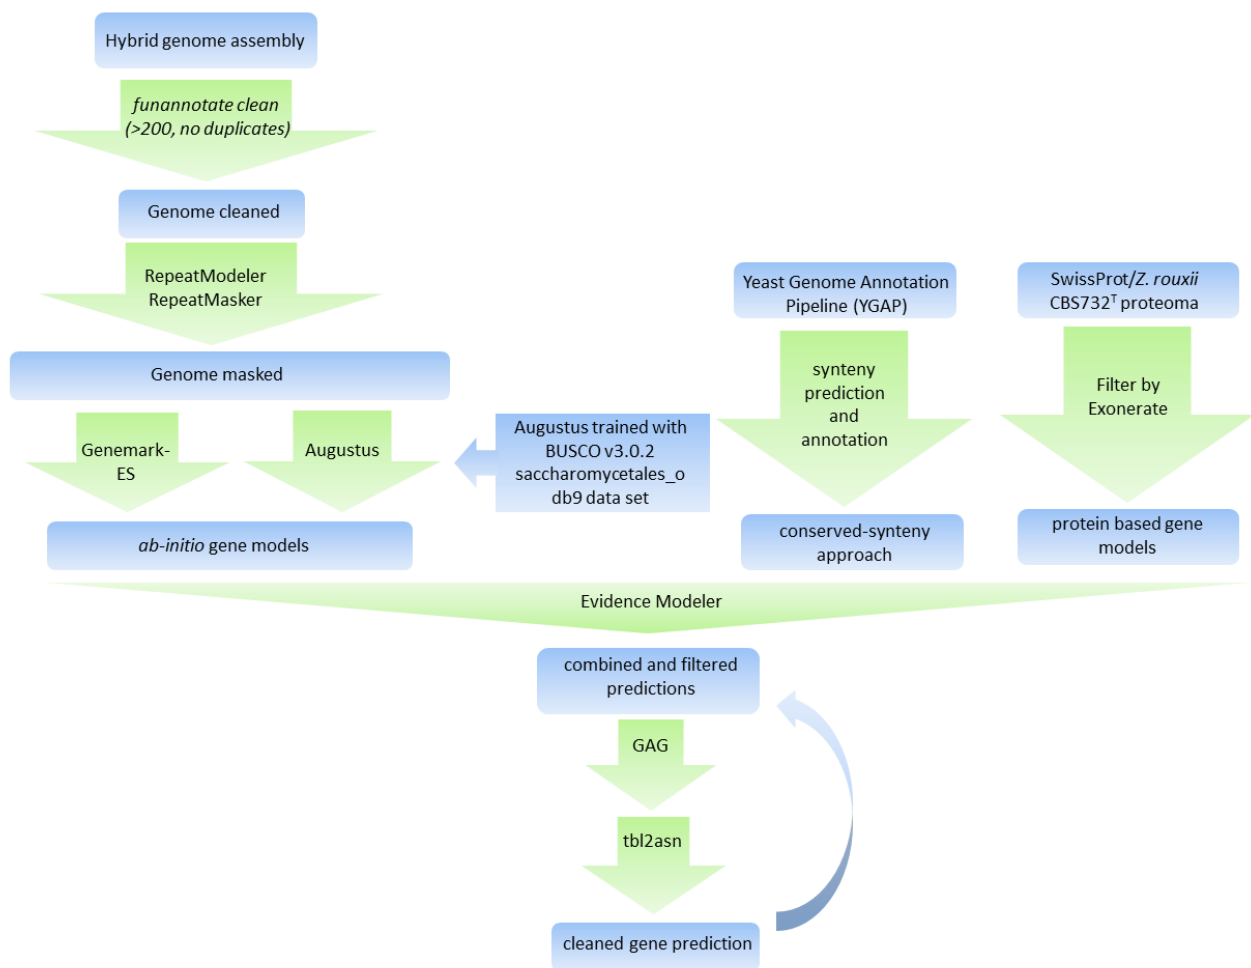 Hybrid genome assembly
funannotate clean
(>200, no duplicates)
Genome cleaned
RepeatModeler
RepeatMasker
Genome masked
Genemark-
ES
Augustus
Augustus trained with
BUSCO v3.0.2
saccharomycetales_o
db9 data set
ab-initio gene models
Yeast Genome Annotation
Pipeline (YGAP)
synteny
prediction
and
annotation
conserved-synteny
approach
SwissProt/Z. rouxii
CBS732ᵀ proteoma
Filter by
Exonerate
protein based gene
models
Evidence Modeler
combined and filtered
predictions
GAG
tbl2asn
cleaned gene prediction